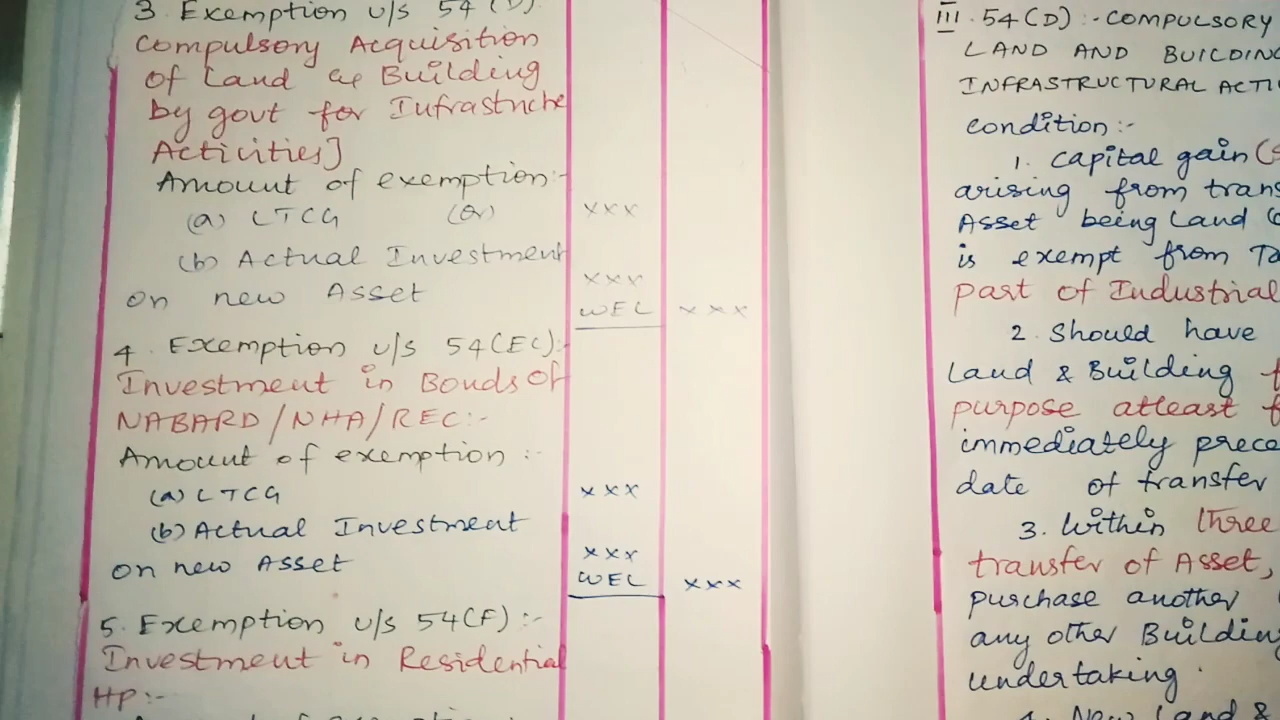 3. Exemption u/s 54(D)
Compulsory Acquisition
of Land & Building
by govt for Infrastriche
Acticities]
Amount of exemption:-
(a) LTCG (or) xxx
(b) Actual Investment
on new Asset xxx
WEL xxx
4. Exemption u/s 54(EC):-
Investment in Bonds of
NABARD/NHA/REC:-
Amount of exemption :-
(a) LTCG xxx
(b) Actual Investment
on new Asset xxx
WEL xxx
5. Exemption u/s 54(F):-
Investment in Residential
HP:-
III. 54(D):- COMPULSORY
LAND AND BUILDING
INFRASTRUCTURAL ACTI
condition:-
1. Capital gain (
arising from trans
Asset being Land (
is exempt from Ta
part of Industrial
2. Should have
Land & Building
purpose atleast
immediately prece
date of transfer
3. Within three
transfer of Asset,
purchase another
any other Building
undertaking.
4. New Land &